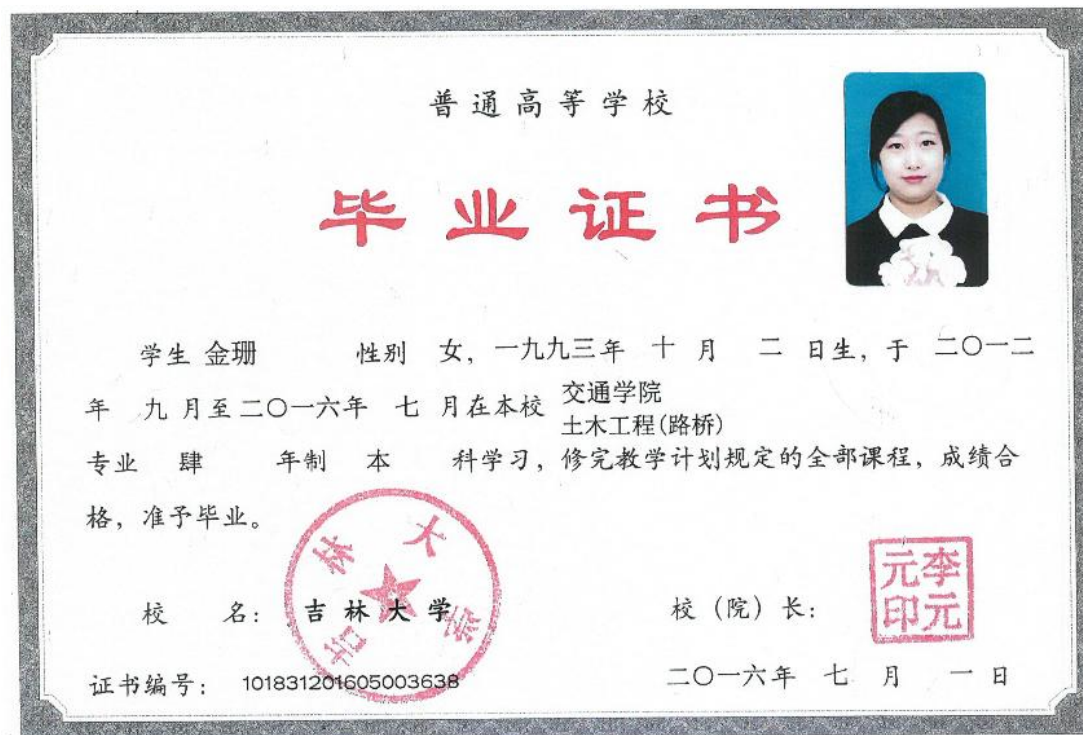 普通高等学校
毕业证书
学生 金珊 性别 女，一九九三年 十 月 二 日生，于 二〇一二
年 九 月至二〇一六年 七 月在本校 交通学院
土木工程(路桥)
专业 肆 年制 本 科学习，修完教学计划规定的全部课程，成绩合
格，准予毕业。
吉林大学
校 名： 吉林大学
校（院）长：
李元元印
证书编号： 101831201605003638
二〇一六年 七 月 一 日